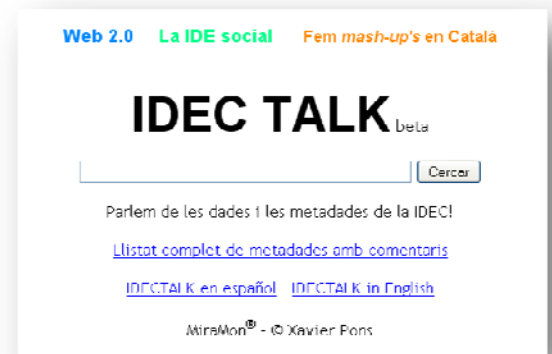 Web 2.0 La IDE social Fem mash-up's en Català
IDEC TALK beta
Cercar
Parlem de les dades i les metadades de la IDEC!
Llistat complet de metadades amb comentaris
IDECTALK en español IDECTALK in English
MiraMon® - © Xavier Pons